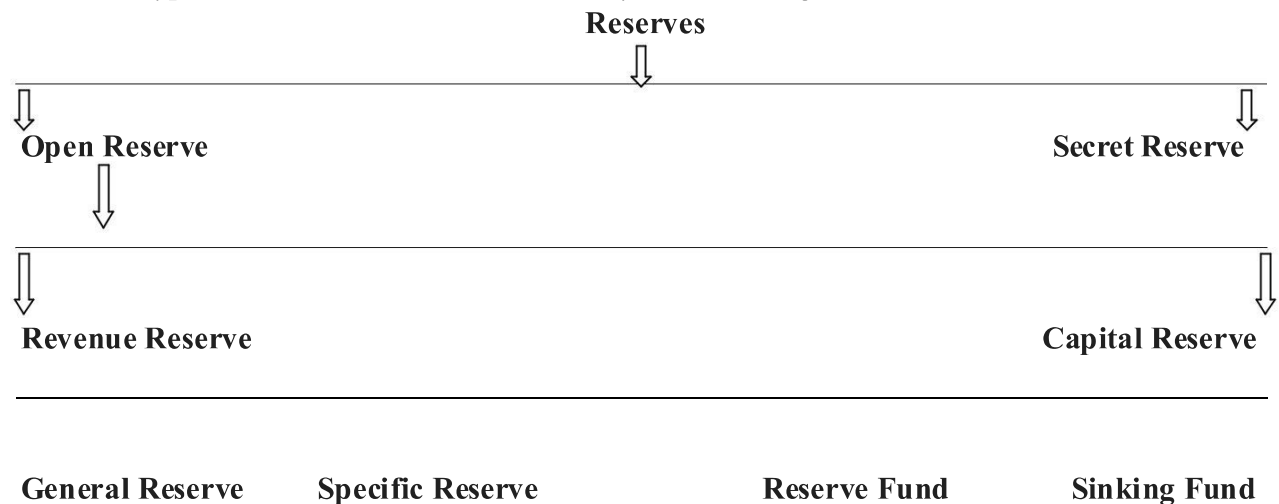 Reserves
Open Reserve Secret Reserve
Revenue Reserve Capital Reserve
General Reserve Specific Reserve Reserve Fund Sinking Fund